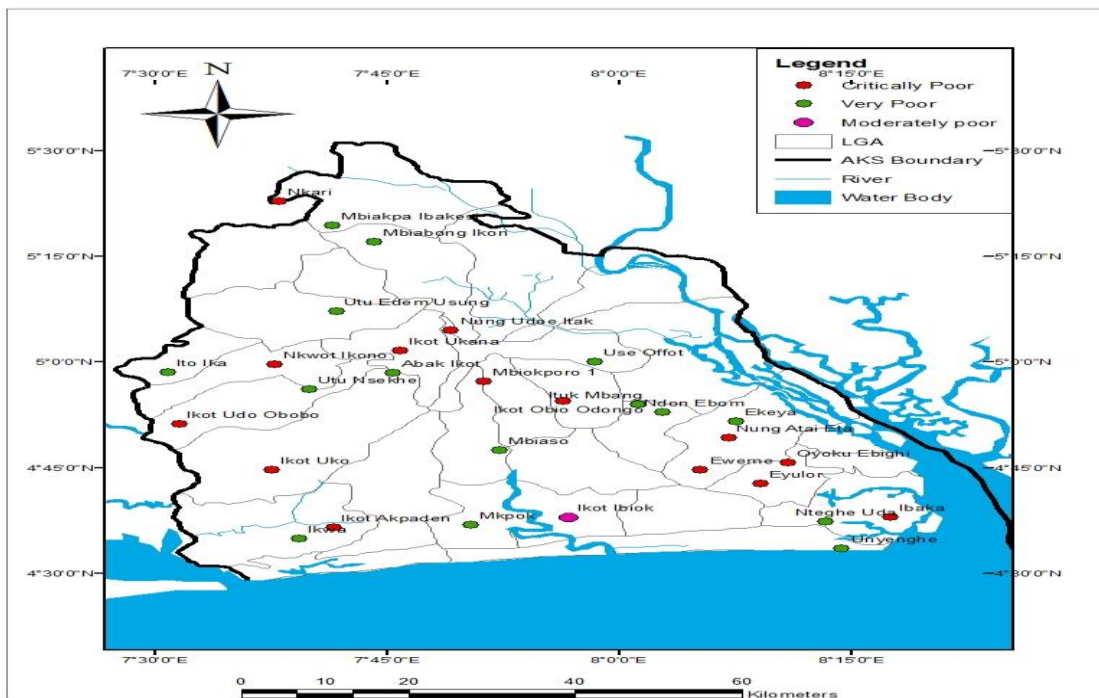 7°30'0"E 7°45'0"E 8°0'0"E 8°15'0"E
N
Legend
Critically Poor
Very Poor
Moderately poor
LGA
AKS Boundary
River
Water Body
5°30'0"N 5°30'0"N
Nkari
Mbiakpa Ibakesi
Mbiabong Ikon
5°15'0"N 5°15'0"N
Utu Edem Usung
Nung Udoe Itak
Ikot Ukana
5°0'0"N 5°0'0"N
Ito Ika
Nkwot Ikono
Abak Ikot
Use Offot
Utu Nsekhe
Mbiokporo 1
Ituk Mbang
Ndon Ebom
Ikot Udo Obobo
Ikot Obio Odongo
Ekeya
Nung Atai Eta
Mbiaso
Ikot Uko
Eweme
Oyoku Ebighi
4°45'0"N 4°45'0"N
Eyulor
Ikot Akpaden
Mkpok
Ikot Ibiok
Nteghe Uda
Ibaka
Ikwa
Unyenghe
4°30'0"N 4°30'0"N
7°30'0"E 7°45'0"E 8°0'0"E 8°15'0"E
0 5 10 20 40 60
Kilometers